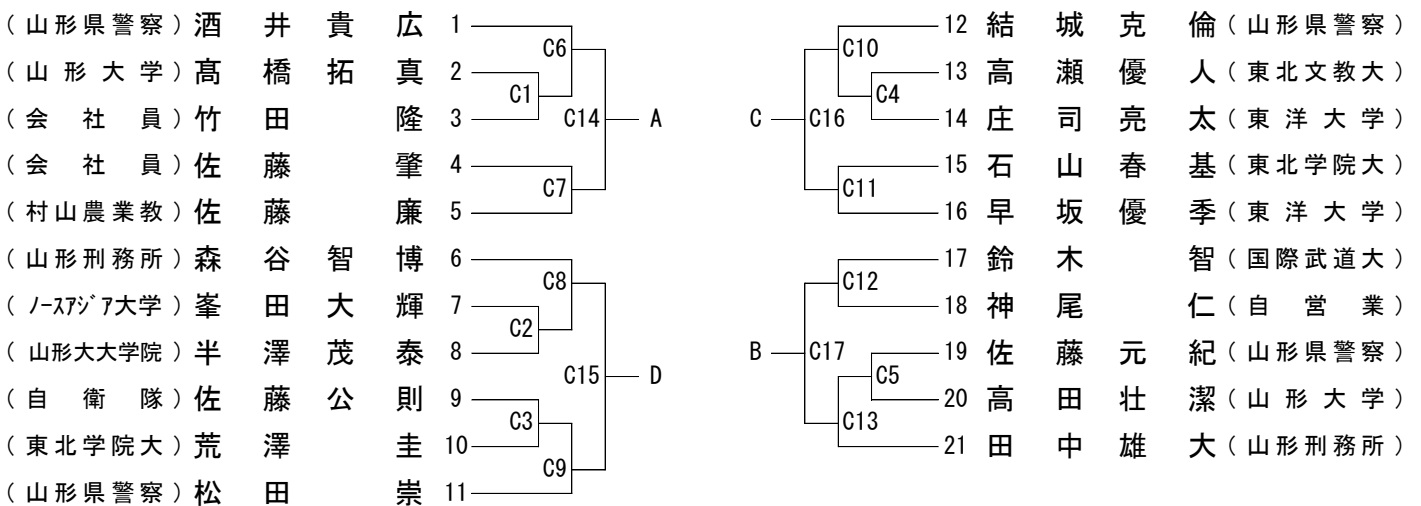 (山形県警察) 酒井貴広 1
C6
(山形大学) 髙橋拓真 2
C1
(会社員) 竹田隆 3
C14 A
(会社員) 佐藤肇 4
C7
(村山農業教) 佐藤廉 5
(山形刑務所) 森谷智博 6
C8
(ノースアジア大学) 峯田大輝 7
C2
(山形大大学院) 半澤茂泰 8
C15 D
(自衛隊) 佐藤公則 9
C3
(東北学院大) 荒澤圭 10
C9
(山形県警察) 松田崇 11
12 結城克倫 (山形県警察)
C10
13 高瀬優人 (東北文教大)
C4
C C16
14 庄司亮太 (東洋大学)
15 石山春基 (東北学院大)
C11
16 早坂優季 (東洋大学)
17 鈴木智 (国際武道大)
C12
18 神尾仁 (自営業)
B C17
19 佐藤元紀 (山形県警察)
C5
20 高田壮潔 (山形大学)
C13
21 田中雄大 (山形刑務所)